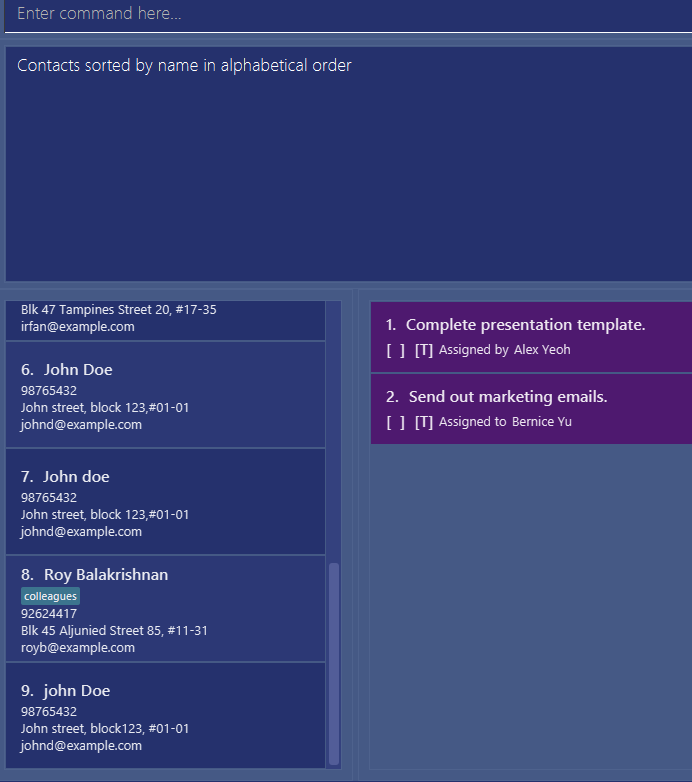 Enter command here...
Contacts sorted by name in alphabetical order
Blk 47 Tampines Street 20, #17-35
irfan@example.com
6. John Doe
98765432
John street, block 123,#01-01
johnd@example.com
7. John doe
98765432
John street, block 123,#01-01
johnd@example.com
8. Roy Balakrishnan
colleagues
92624417
Blk 45 Aljunied Street 85, #11-31
royb@example.com
9. john Doe
98765432
John street, block123, #01-01
johnd@example.com
1. Complete presentation template.
[ ] [T] Assigned by Alex Yeoh
2. Send out marketing emails.
[ ] [T] Assigned to Bernice Yu